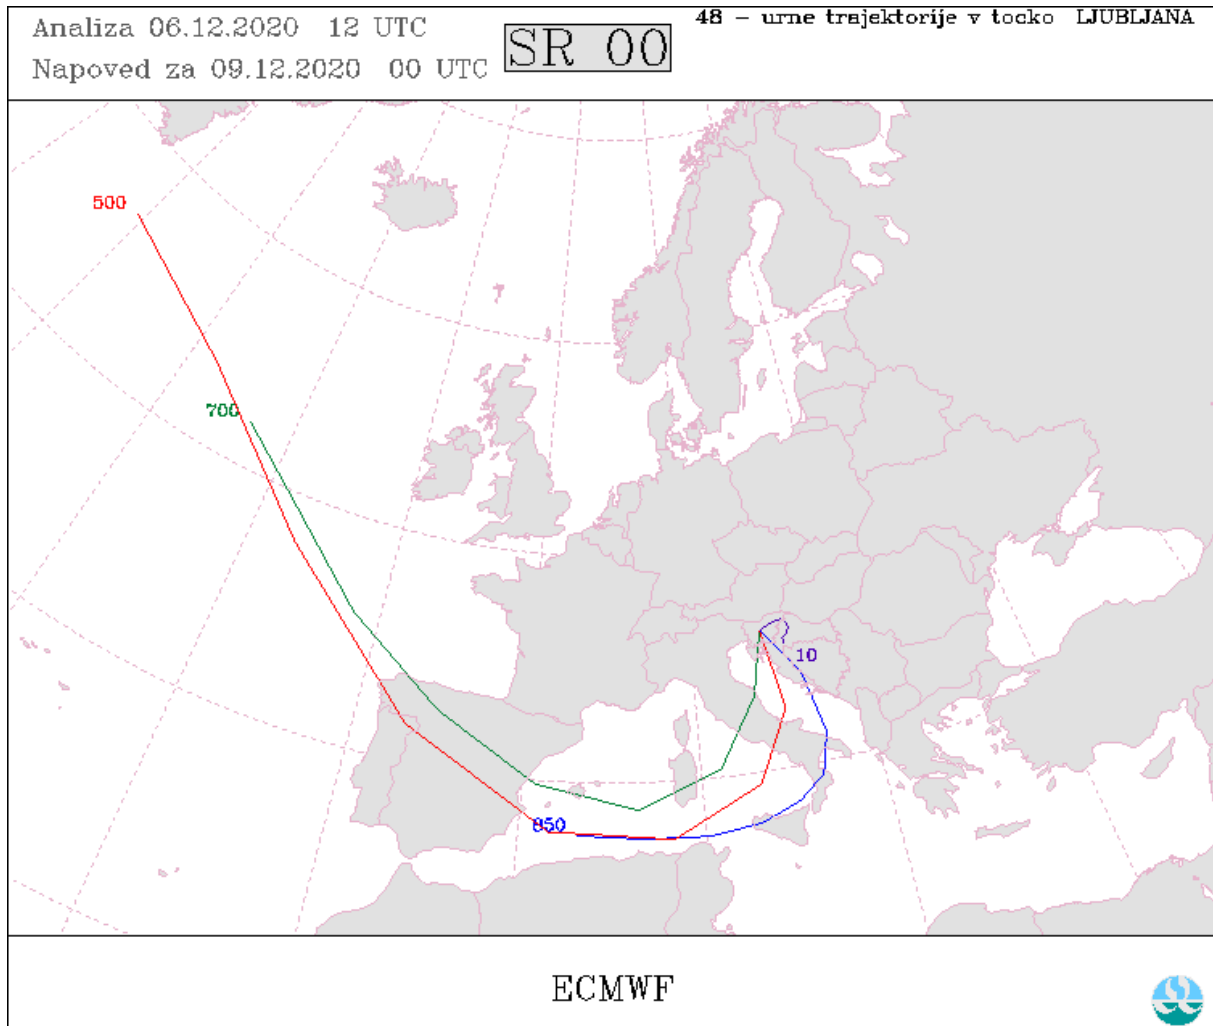 Analiza 06.12.2020 12 UTC
Napoved za 09.12.2020 00 UTC
SR 00
48 - urne trajektorije v tocko LJUBLJANA
500
700
10
850
ECMWF